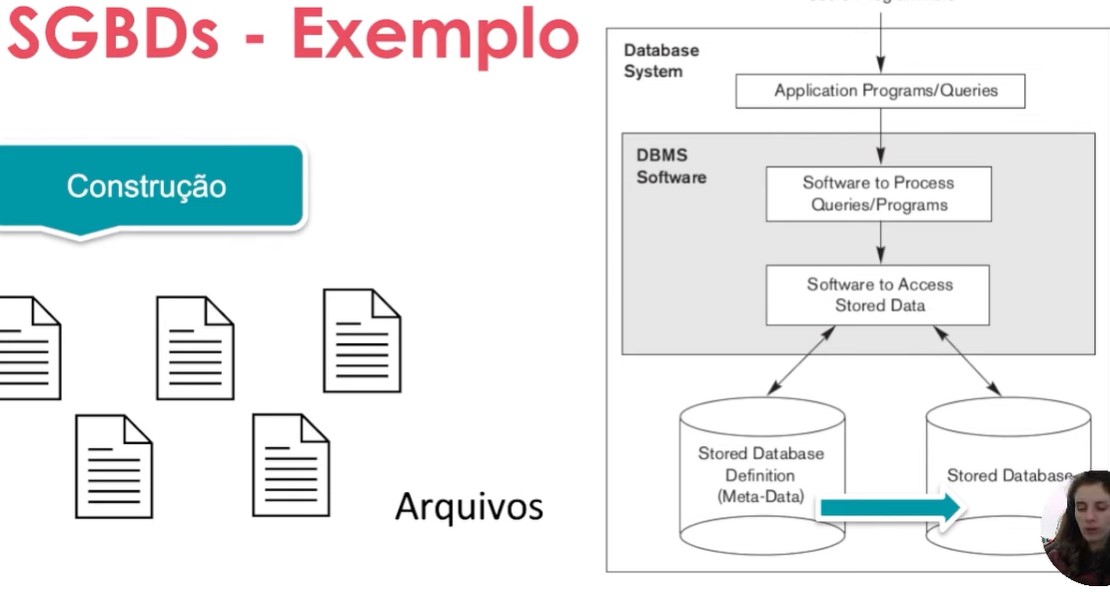 SGBDs - Exemplo
Construção
Arquivos
Database
System
Application Programs/Queries
DBMS
Software
Software to Process
Queries/Programs
Software to Access
Stored Data
Stored Database
Definition
(Meta-Data)
Stored Database